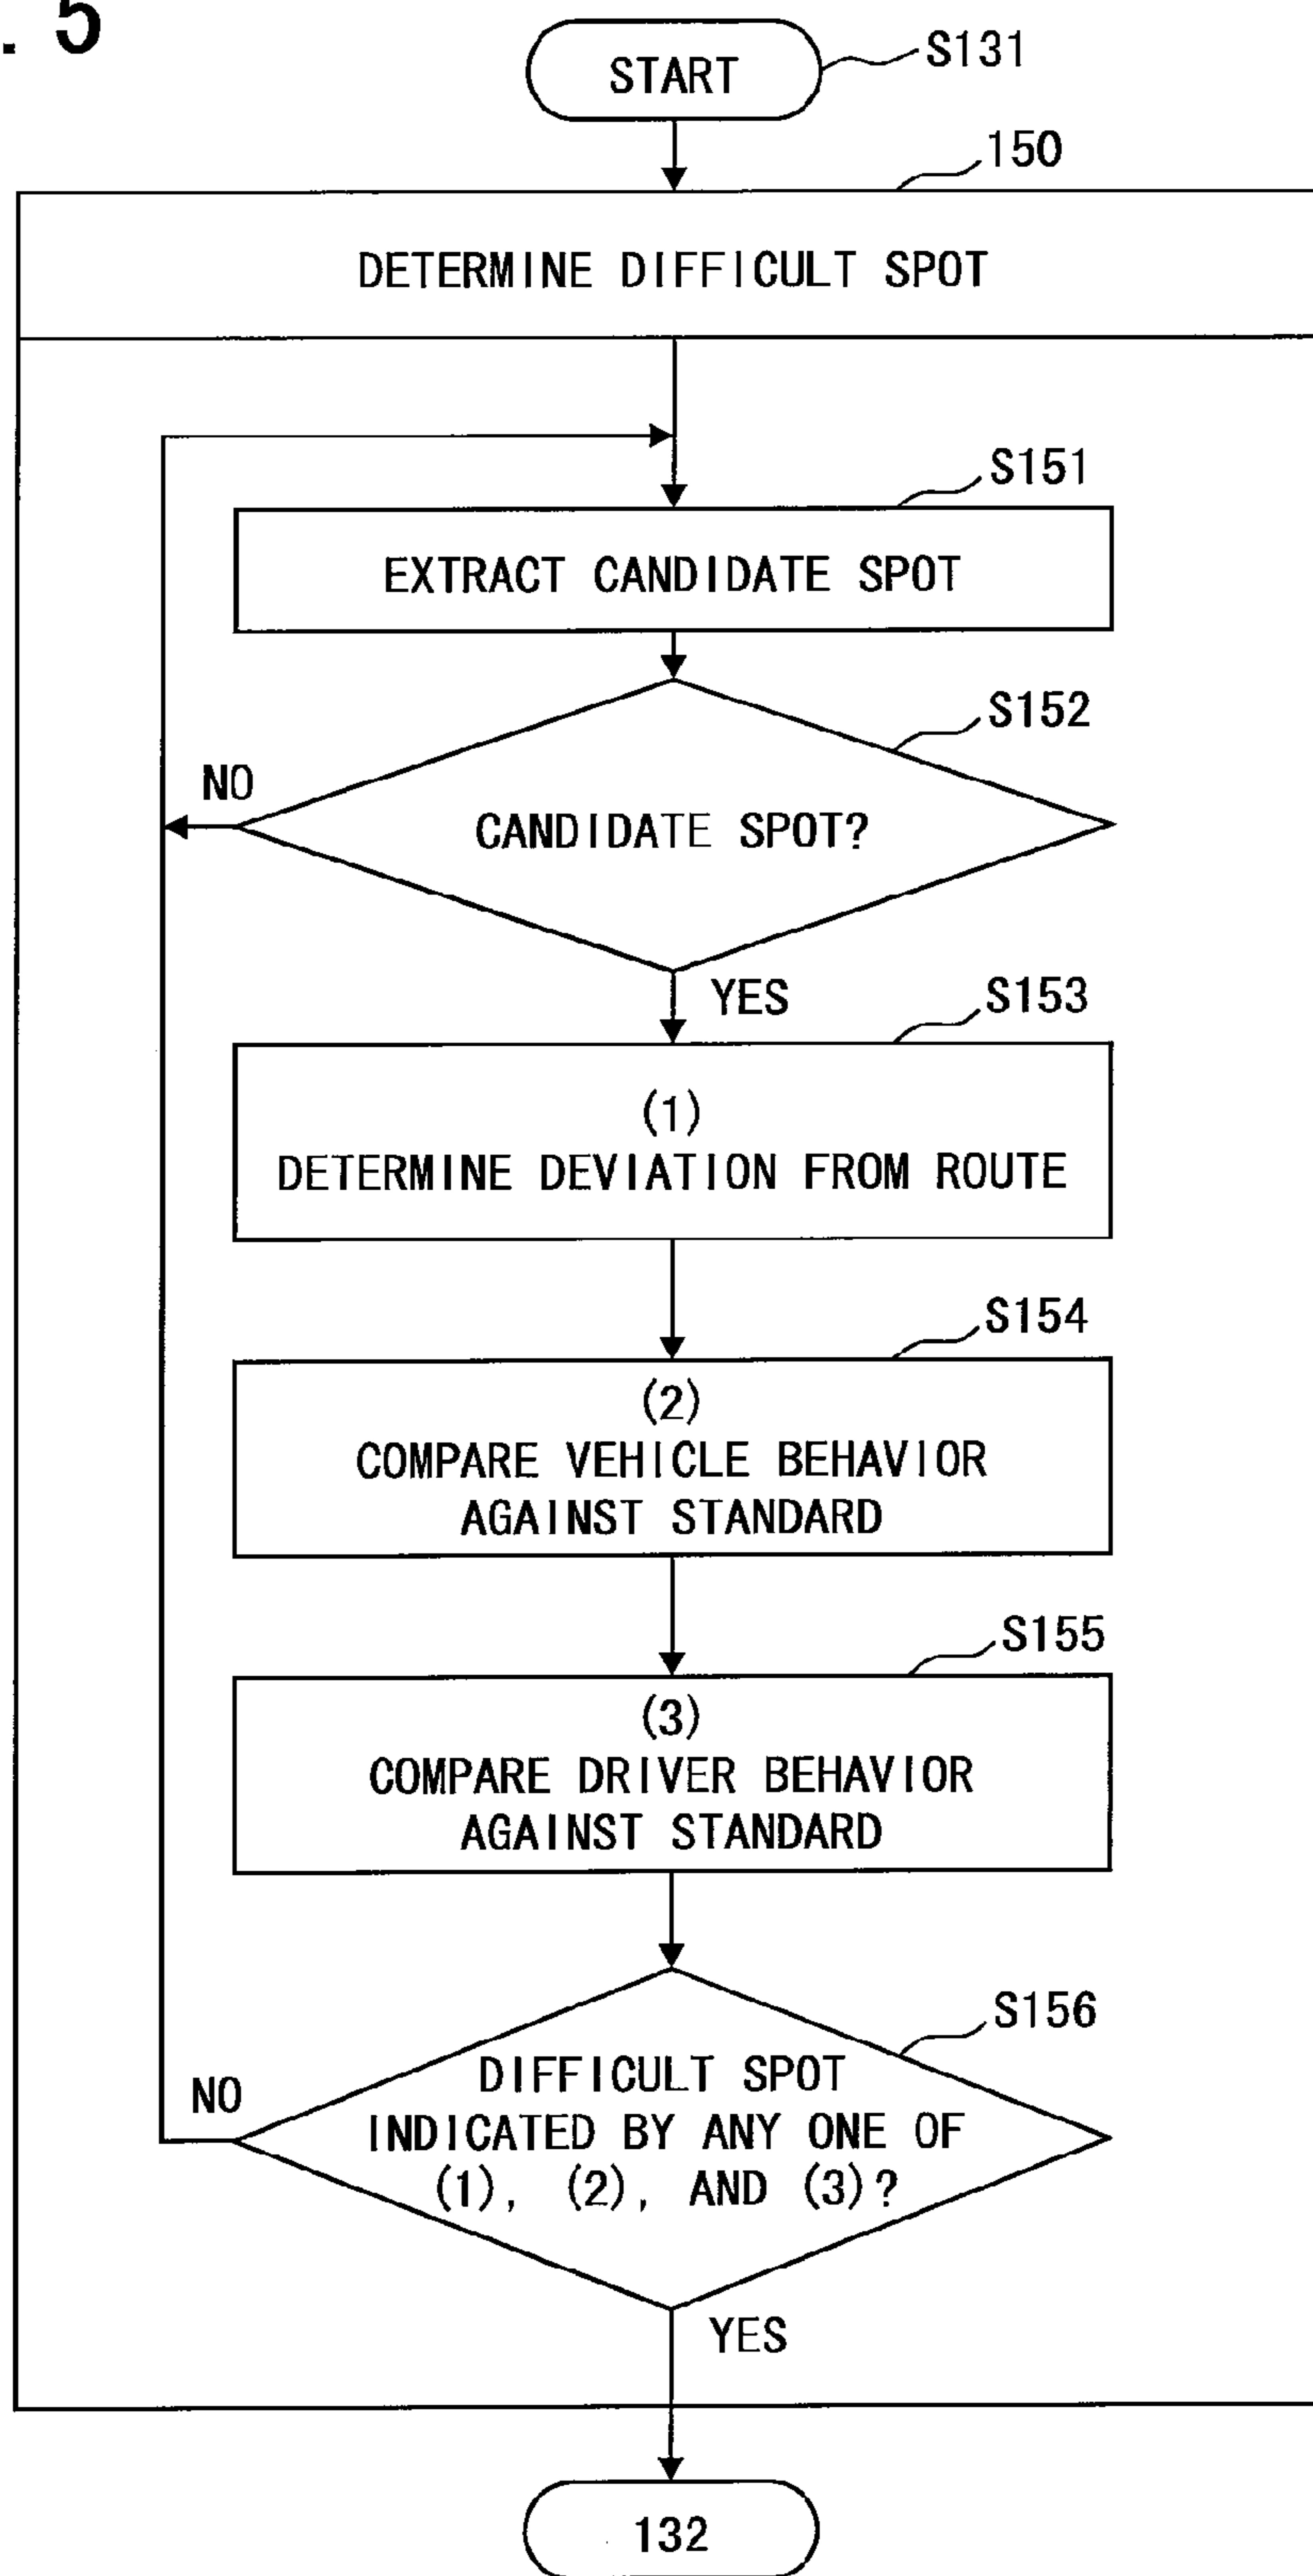 . 5
START
S131
150
DETERMINE DIFFICULT SPOT
S151
EXTRACT CANDIDATE SPOT
S152
NO
CANDIDATE SPOT?
YES
S153
(1)
DETERMINE DEVIATION FROM ROUTE
S154
(2)
COMPARE VEHICLE BEHAVIOR
AGAINST STANDARD
S155
(3)
COMPARE DRIVER BEHAVIOR
AGAINST STANDARD
S156
NO
DIFFICULT SPOT
INDICATED BY ANY ONE OF
(1), (2), AND (3)?
YES
132